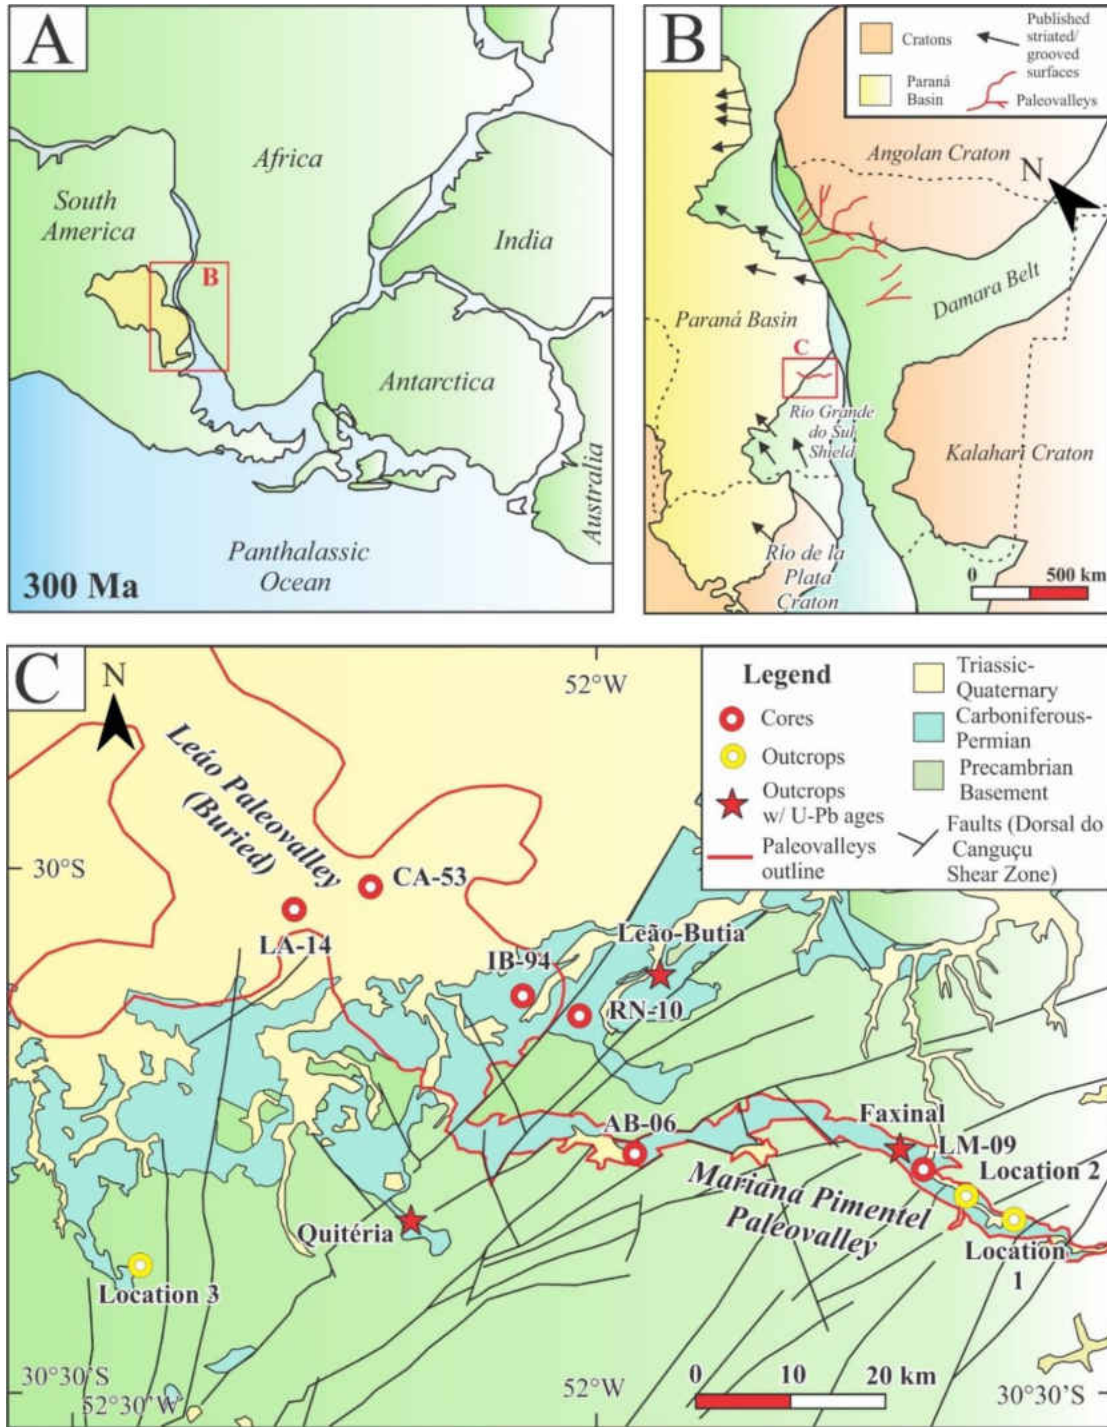 A
Africa
South
America
B
India
Antarctica
Australia
Panthalassic
Ocean
300 Ma
B
Cratons
Paraná
Basin
Published
striated/
grooved
surfaces
Paleovalleys
Angolan Craton
N
Damara Belt
Paraná Basin
C
Rio Grande
do Sul
Shield
Kalahari Craton
Río de la
Plata
Craton
0 500 km
C
N
52°W
Leáo Paleovalley
(Buried)
30°S
CA-53
LA-14
IB-94
Leão-Butia
RN-10
AB-06
Faxinal
LM-09
Location 2
Mariana Pimentel
Paleovalley
Quitéria
Location
1
Location 3
30°30'S
52°30'W
52°W
0 10 20 km
30°30'S
Legend
Cores
Outcrops
Outcrops
w/ U-Pb ages
Paleovalleys
outline
Triassic-
Quaternary
Carboniferous-
Permian
Precambrian
Basement
Faults (Dorsal do
Canguçu
Shear Zone)